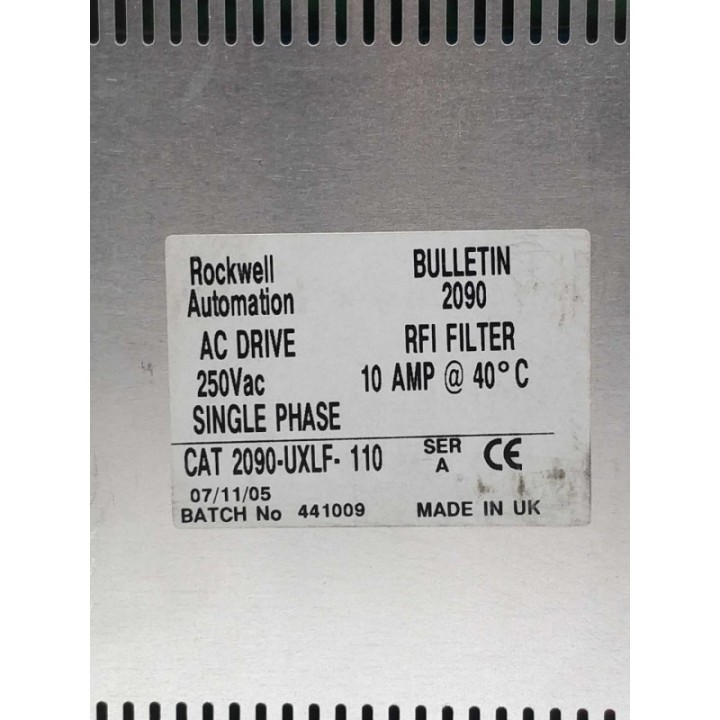 Rockwell Automation
BULLETIN 2090
AC DRIVE RFI FILTER
250Vac 10 AMP @ 40°C
SINGLE PHASE
CAT 2090-UXLF- 110 SER A CE
07/11/05
BATCH No 441009 MADE IN UK